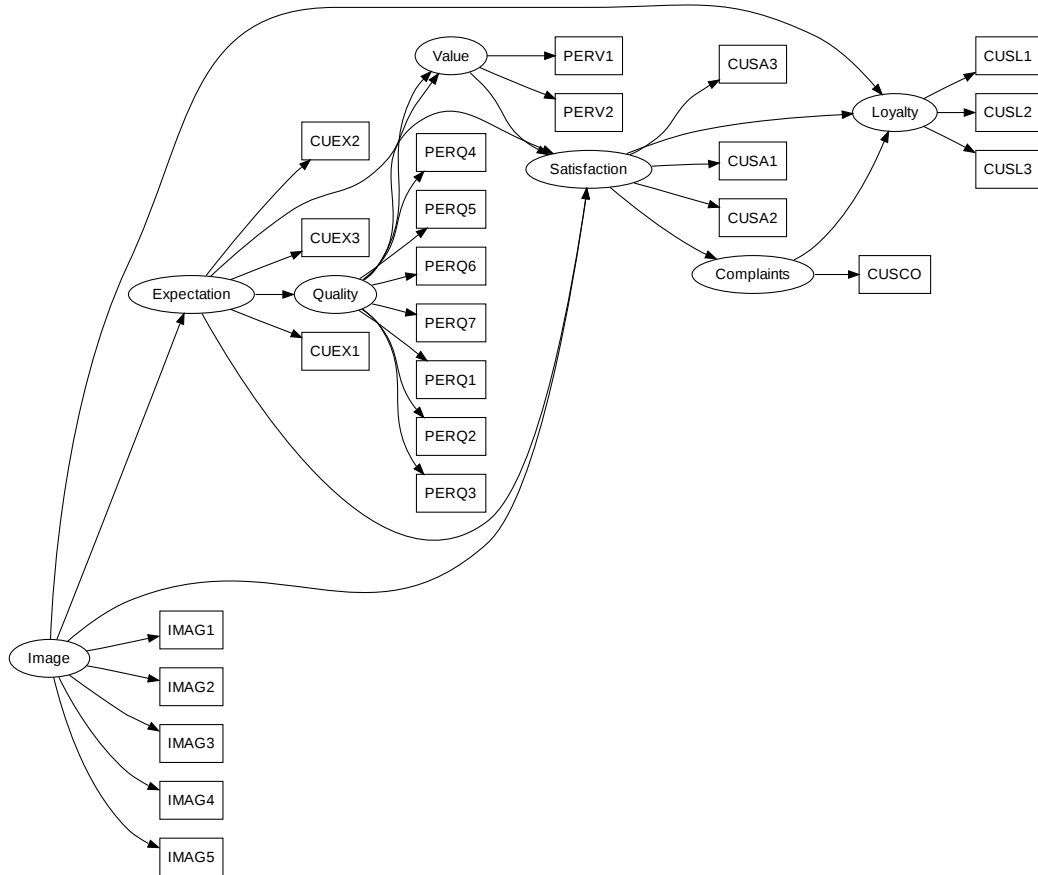 Value
PERV1
PERV2
CUSA3
CUSL1
CUSL2
CUSL3
Loyalty
CUEX2
PERQ4
Satisfaction
CUSA1
CUSA2
PERQ5
CUEX3
PERQ6
Complaints
CUSCO
Expectation
Quality
PERQ7
CUEX1
PERQ1
PERQ2
PERQ3
IMAG1
Image
IMAG2
IMAG3
IMAG4
IMAG5